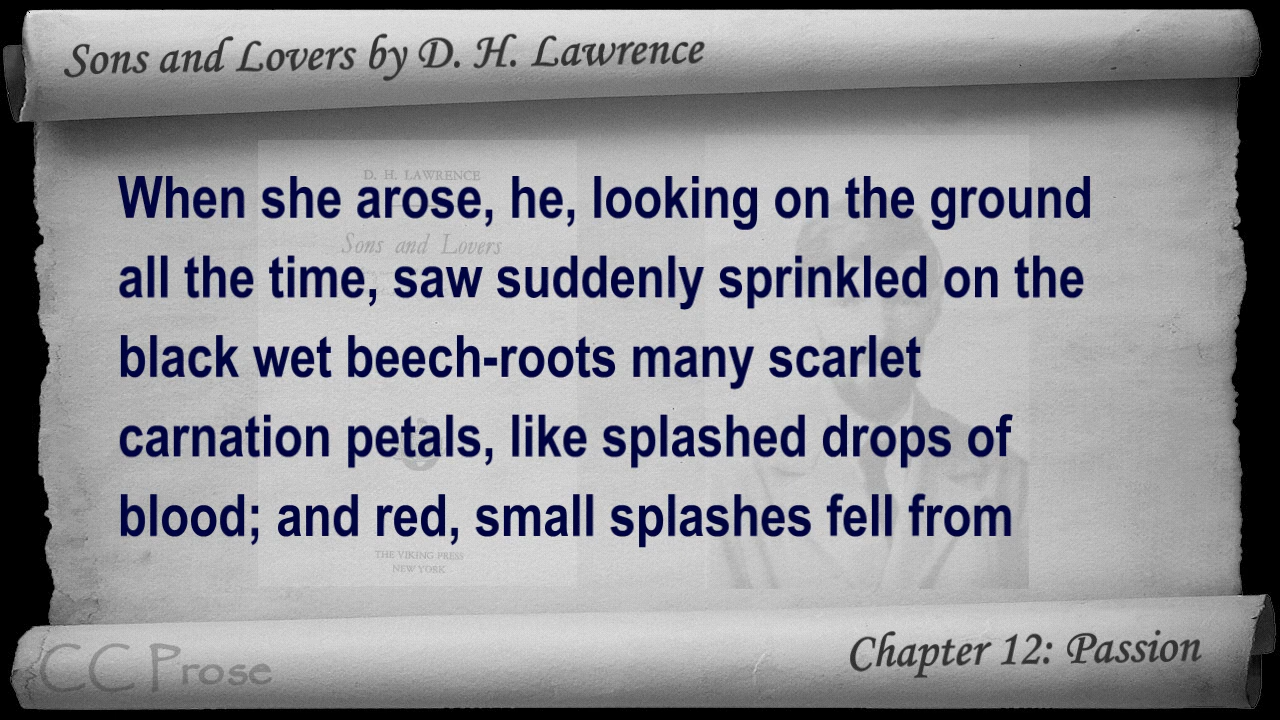 Sons and Lovers by D. H. Lawrence
D. H. LAWRENCE
Sons and Lovers
When she arose, he, looking on the ground
all the time, saw suddenly sprinkled on the
black wet beech-roots many scarlet
carnation petals, like splashed drops of
blood; and red, small splashes fell from
THE VIKING PRESS
NEW YORK
CC Prose
Chapter 12: Passion